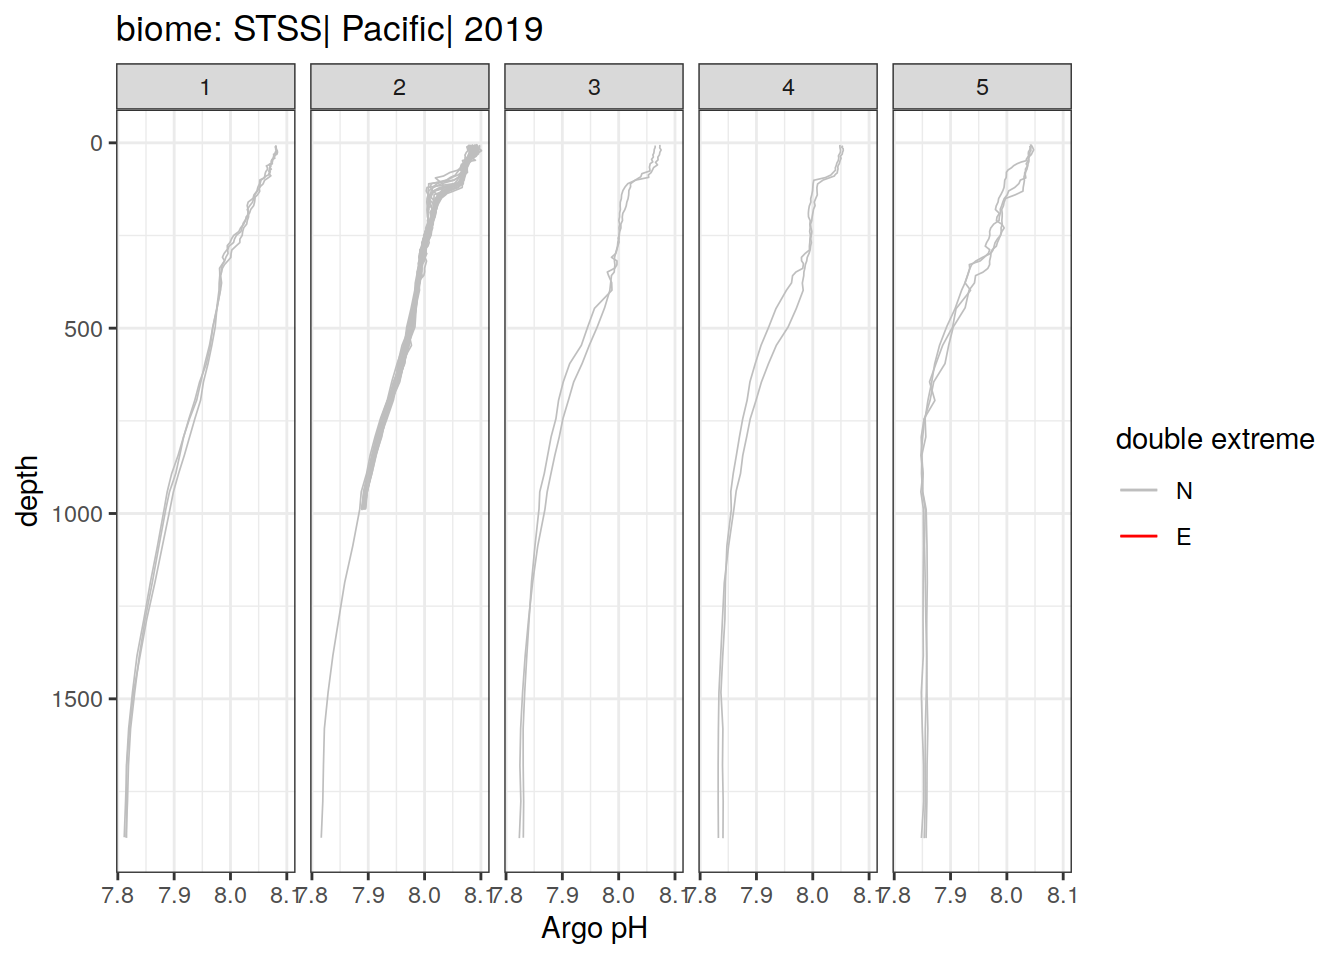 biome: STSS| Pacific| 2019
1 2 3 4 5
0
500
1000
1500
depth
7.8 7.9 8.0 8.1 7.8 7.9 8.0 8.1 7.8 7.9 8.0 8.1 7.8 7.9 8.0 8.1 7.8 7.9 8.0 8.1
Argo pH
double extreme
N
E